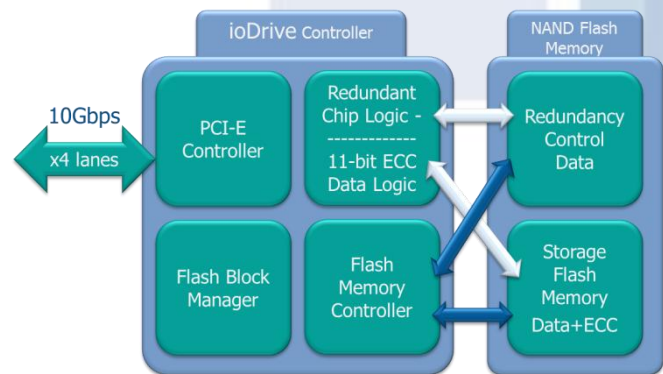 ioDrive Controller
NAND Flash
Memory
10Gbps
x4 lanes
PCI-E
Controller
Redundant
Chip Logic -
-------------
11-bit ECC
Data Logic
Redundancy
Control
Data
Flash Block
Manager
Flash
Memory
Controller
Storage
Flash
Memory
Data+ECC